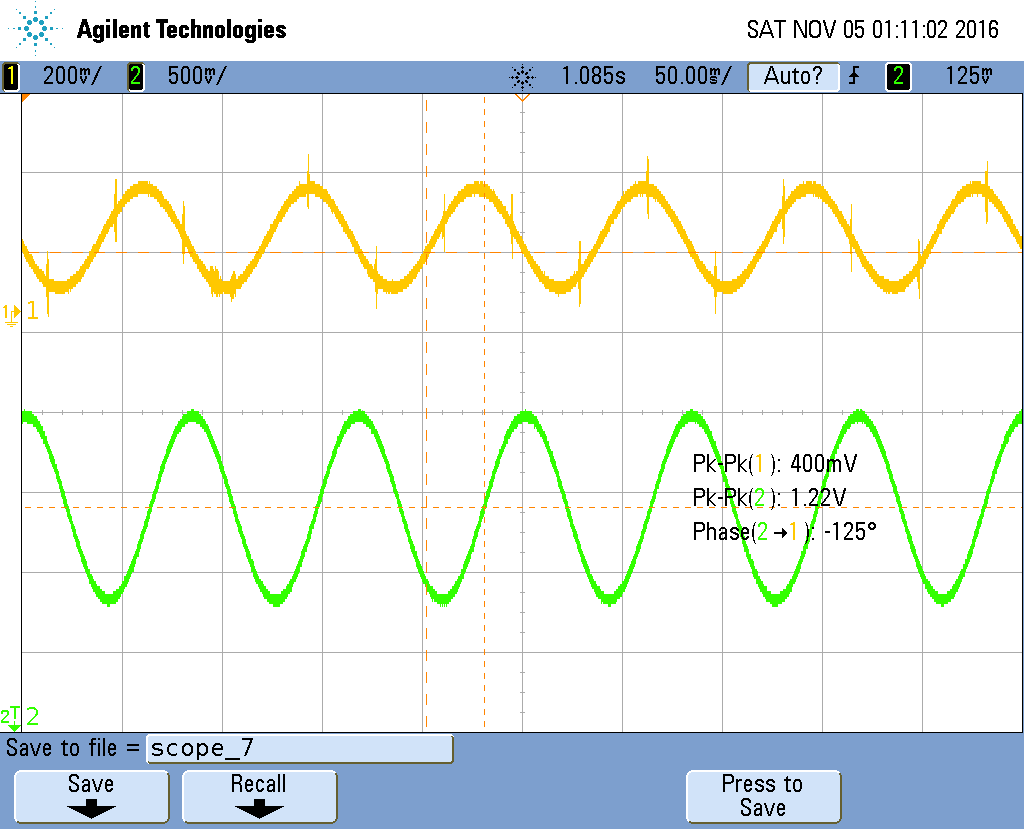 Agilent Technologies SAT NOV 05 01:11:02 2016
1 200mV/ 2 500mV/ 1.085s 50.00ms/ Auto? 2 125mV
1 1
Pk-Pk(1): 400mV
Pk-Pk(2): 1.22V
Phase(2→1): -125°
2 2
Save to file = scope_7
Save Recall Press to
Save